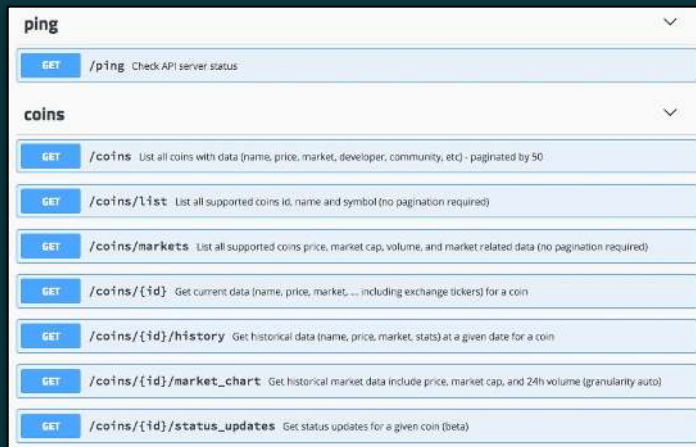 ping
GET /ping Check API server status
coins
GET /coins List all coins with data (name, price, market, developer, community, etc) - paginated by 50
GET /coins/list List all supported coins id, name and symbol (no pagination required)
GET /coins/markets List all supported coins price, market cap, volume, and market related data (no pagination required)
GET /coins/{id} Get current data (name, price, market, ... including exchange tickers) for a coin
GET /coins/{id}/history Get historical data (name, price, market, stats) at a given date for a coin
GET /coins/{id}/market_chart Get historical market data include price, market cap, and 24h volume (granularity auto)
GET /coins/{id}/status_updates Get status updates for a given coin (beta)